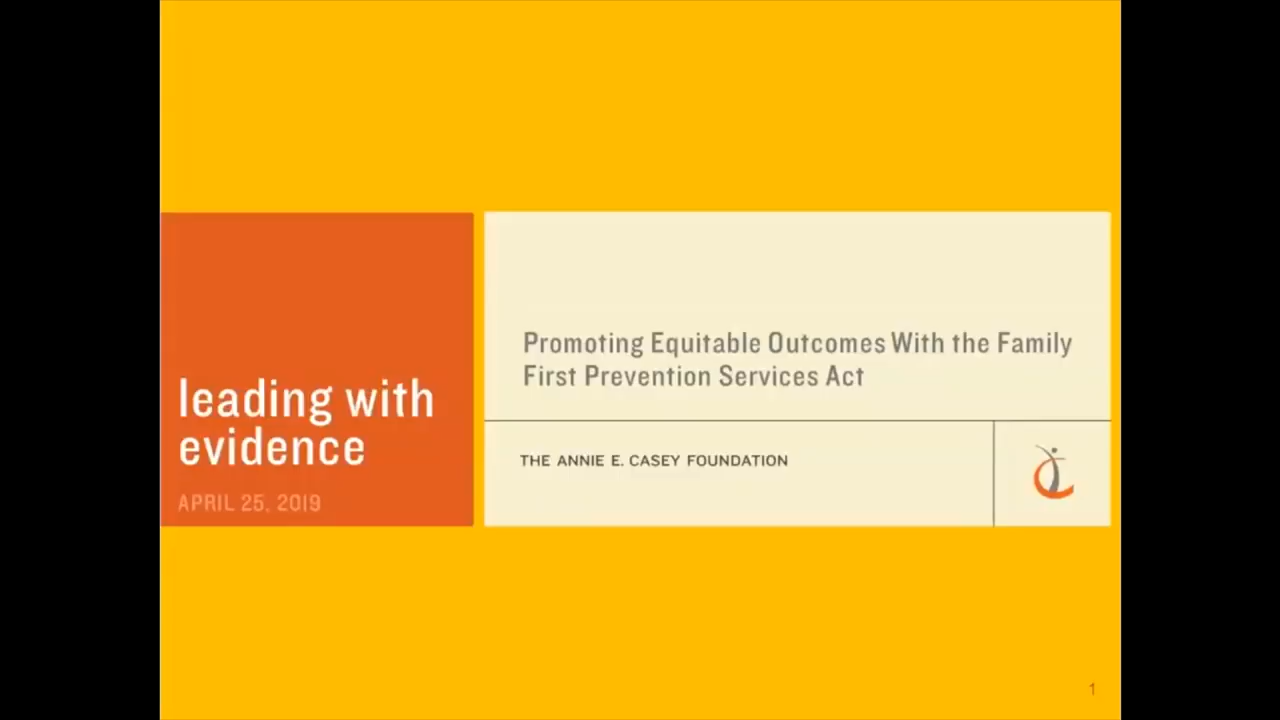 leading with
evidence
APRIL 25, 2019
Promoting Equitable Outcomes With the Family
First Prevention Services Act
THE ANNIE E. CASEY FOUNDATION
1